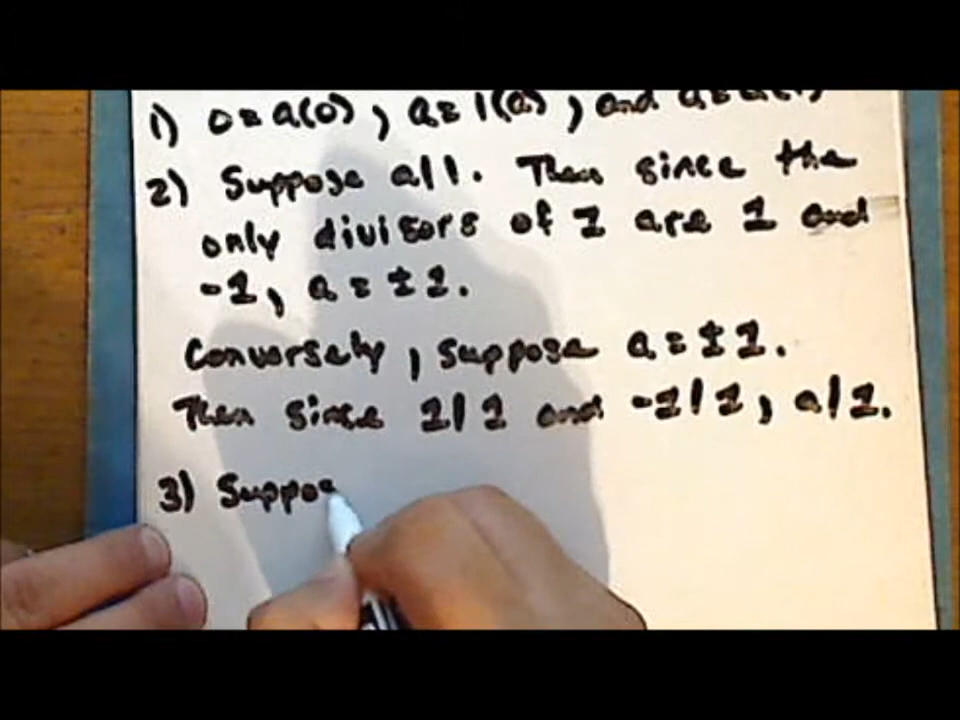 1) 0 = a(0), a = 1(a), and
2) Suppose a|1. Then since the
only divisors of 1 are 1 and
-1, a = ±1.
Conversely, suppose a = ±1.
Then since 1|1 and -1|1, a|1.
3) Suppos